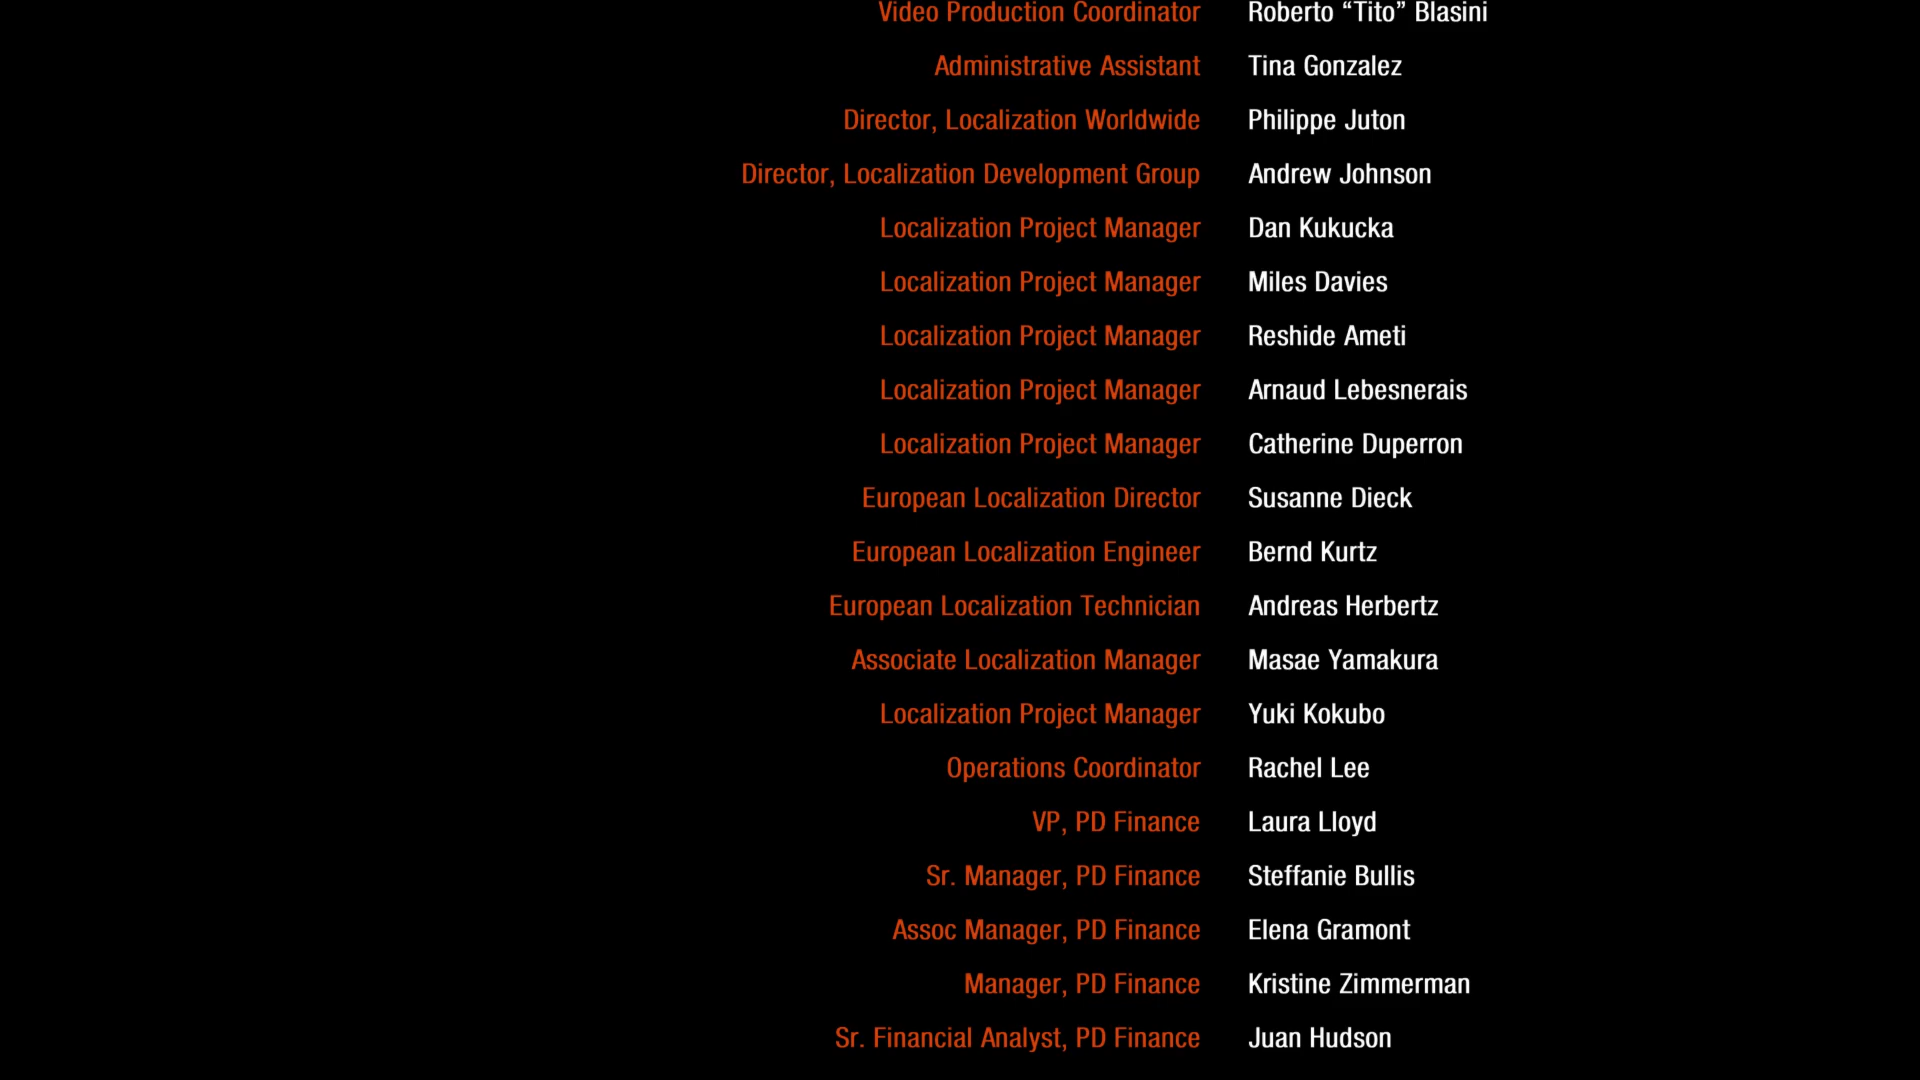 Video Production Coordinator Roberto “Tito” Blasini
Administrative Assistant Tina Gonzalez
Director, Localization Worldwide Philippe Juton
Director, Localization Development Group Andrew Johnson
Localization Project Manager Dan Kukucka
Localization Project Manager Miles Davies
Localization Project Manager Reshide Ameti
Localization Project Manager Arnaud Lebesnerais
Localization Project Manager Catherine Duperron
European Localization Director Susanne Dieck
European Localization Engineer Bernd Kurtz
European Localization Technician Andreas Herbertz
Associate Localization Manager Masae Yamakura
Localization Project Manager Yuki Kokubo
Operations Coordinator Rachel Lee
VP, PD Finance Laura Lloyd
Sr. Manager, PD Finance Steffanie Bullis
Assoc Manager, PD Finance Elena Gramont
Manager, PD Finance Kristine Zimmerman
Sr. Financial Analyst, PD Finance Juan Hudson